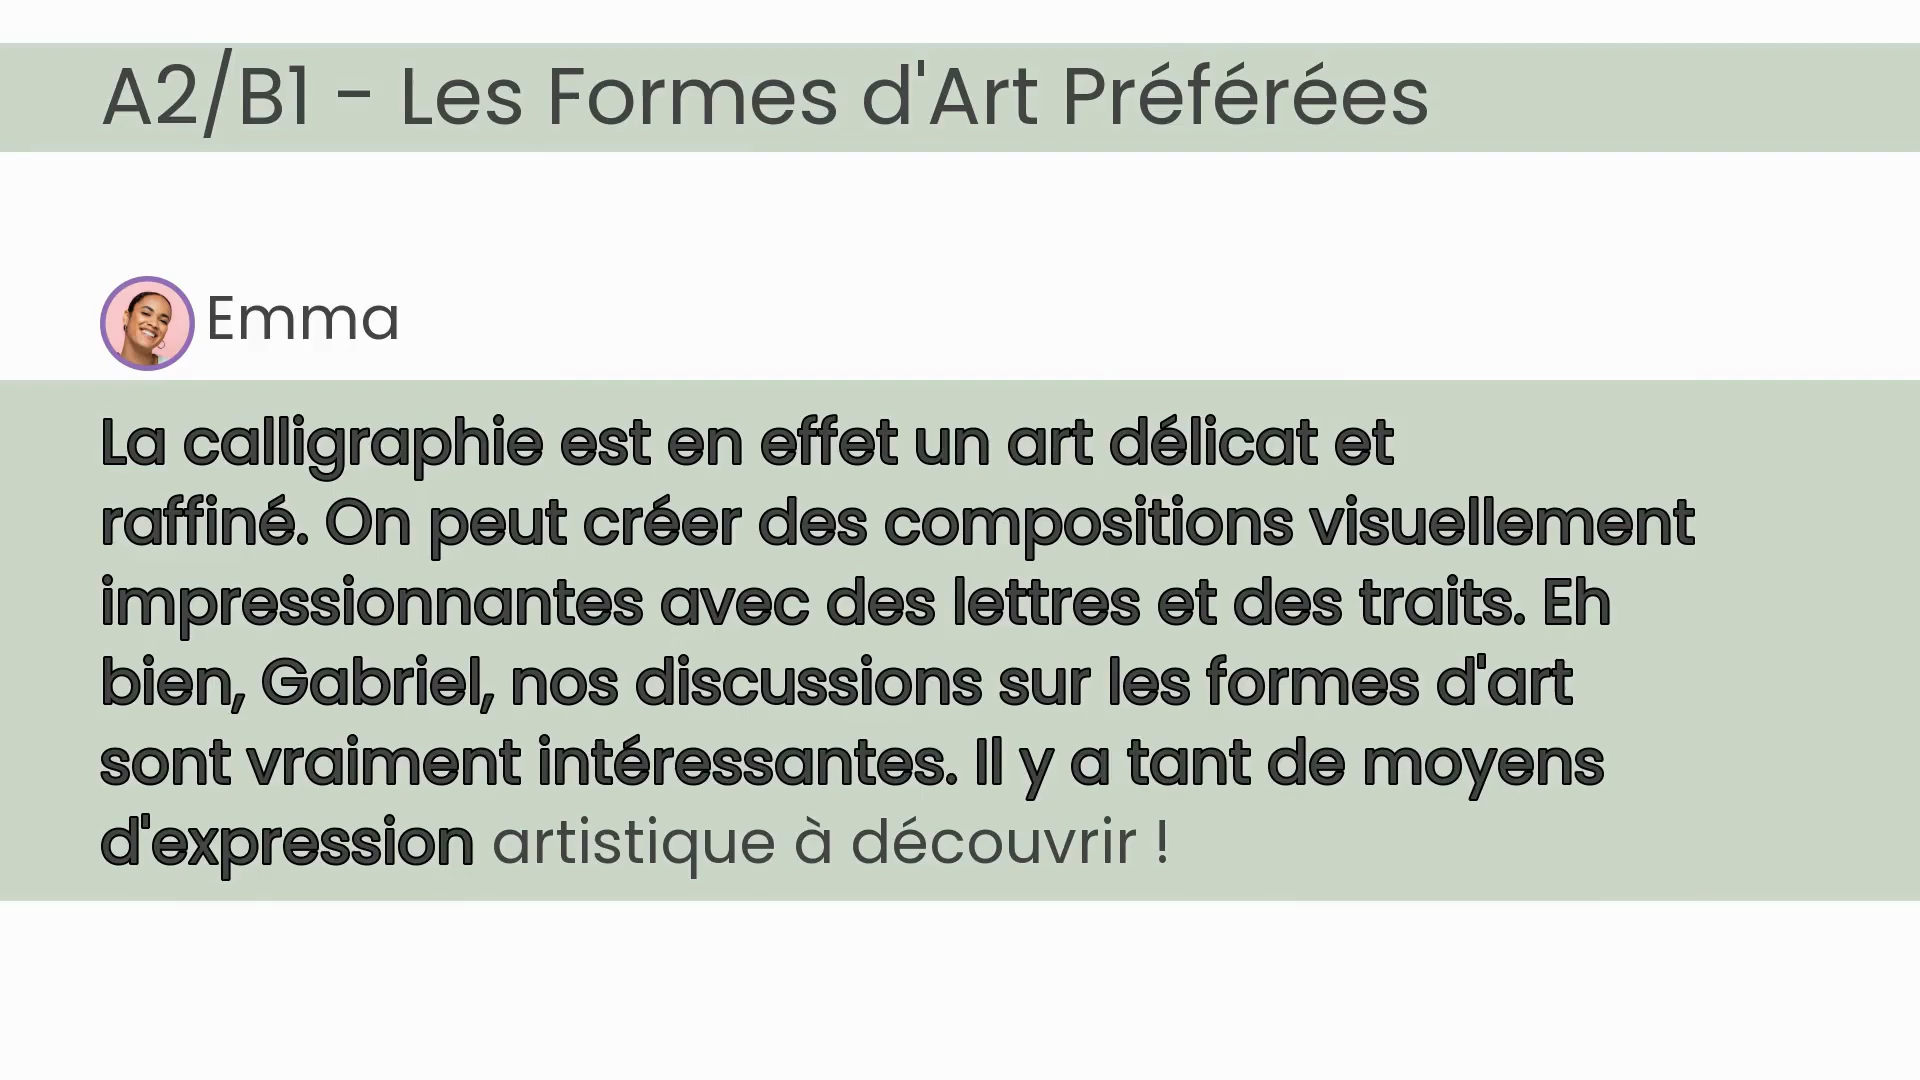 A2/B1 - Les Formes d'Art Préférées
Emma
La calligraphie est en effet un art délicat et
raffiné. On peut créer des compositions visuellement
impressionnantes avec des lettres et des traits. Eh
bien, Gabriel, nos discussions sur les formes d'art
sont vraiment intéressantes. Il y a tant de moyens
d'expression artistique à découvrir !